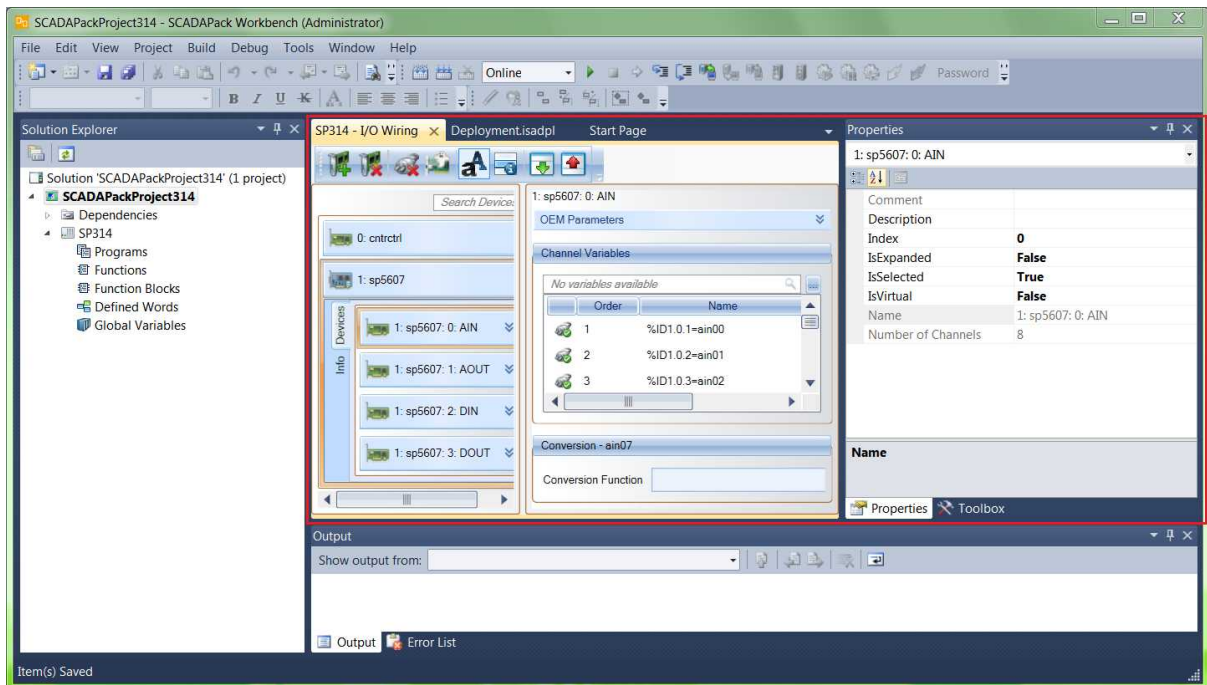 SCADAPackProject314 - SCADAPack Workbench (Administrator)
File Edit View Project Build Debug Tools Window Help
Online
Password
B I U K A
Solution Explorer
Solution 'SCADAPackProject314' (1 project)
SCADAPackProject314
Dependencies
SP314
Programs
Functions
Function Blocks
Defined Words
Global Variables
SP314 - I/O Wiring
Deployment.isadpl
Start Page
a A
Search Device
0: cntrctrl
1: sp5607
Devices
Info
1: sp5607: 0: AIN
1: sp5607: 1: AOUT
1: sp5607: 2: DIN
1: sp5607: 3: DOUT
1: sp5607: 0: AIN
OEM Parameters
Channel Variables
No variables available
Order Name
1 %ID1.0.1=ain00
2 %ID1.0.2=ain01
3 %ID1.0.3=ain02
Conversion - ain07
Conversion Function
Properties
1: sp5607: 0: AIN
Comment
Description
Index 0
IsExpanded False
IsSelected True
IsVirtual False
Name 1: sp5607: 0: AIN
Number of Channels 8
Name
Properties Toolbox
Output
Show output from:
Output Error List
Item(s) Saved